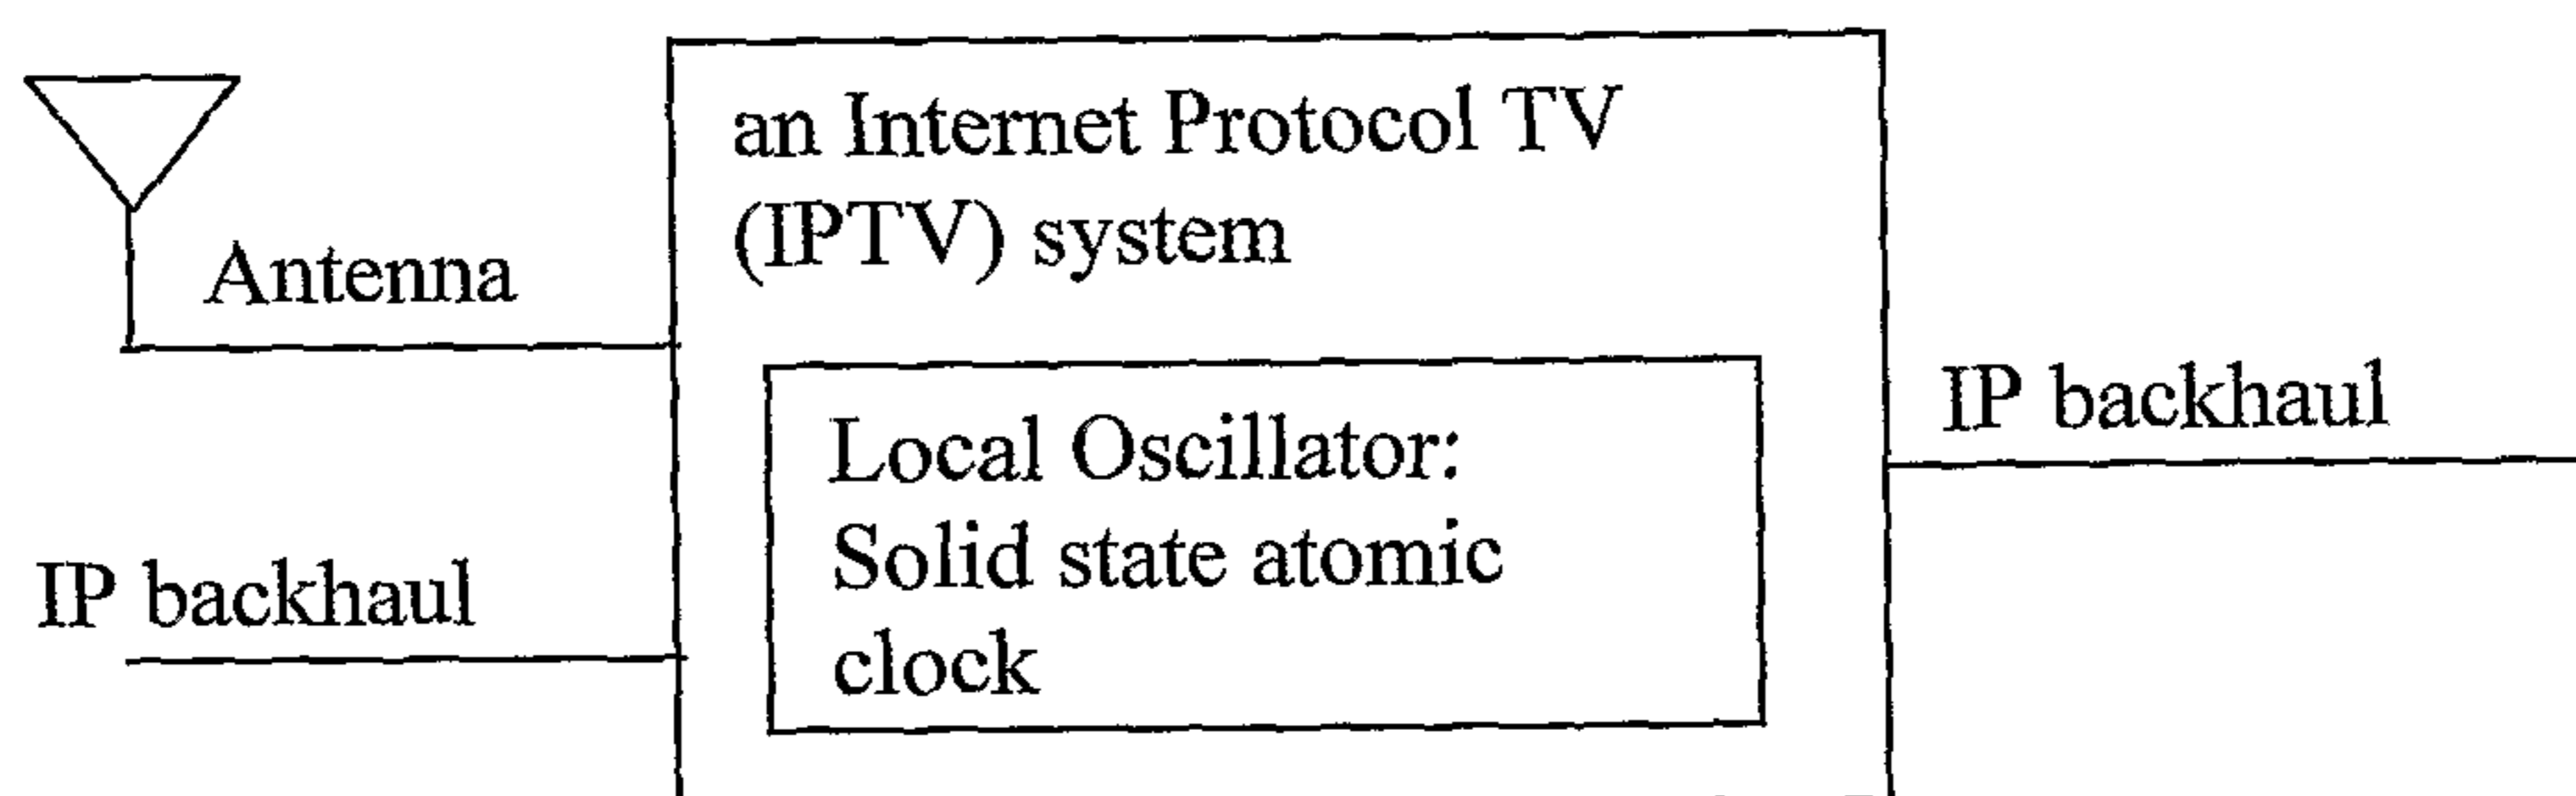 an Internet Protocol TV
(IPTV) system
Antenna
Local Oscillator:
Solid state atomic
clock
IP backhaul
IP backhaul